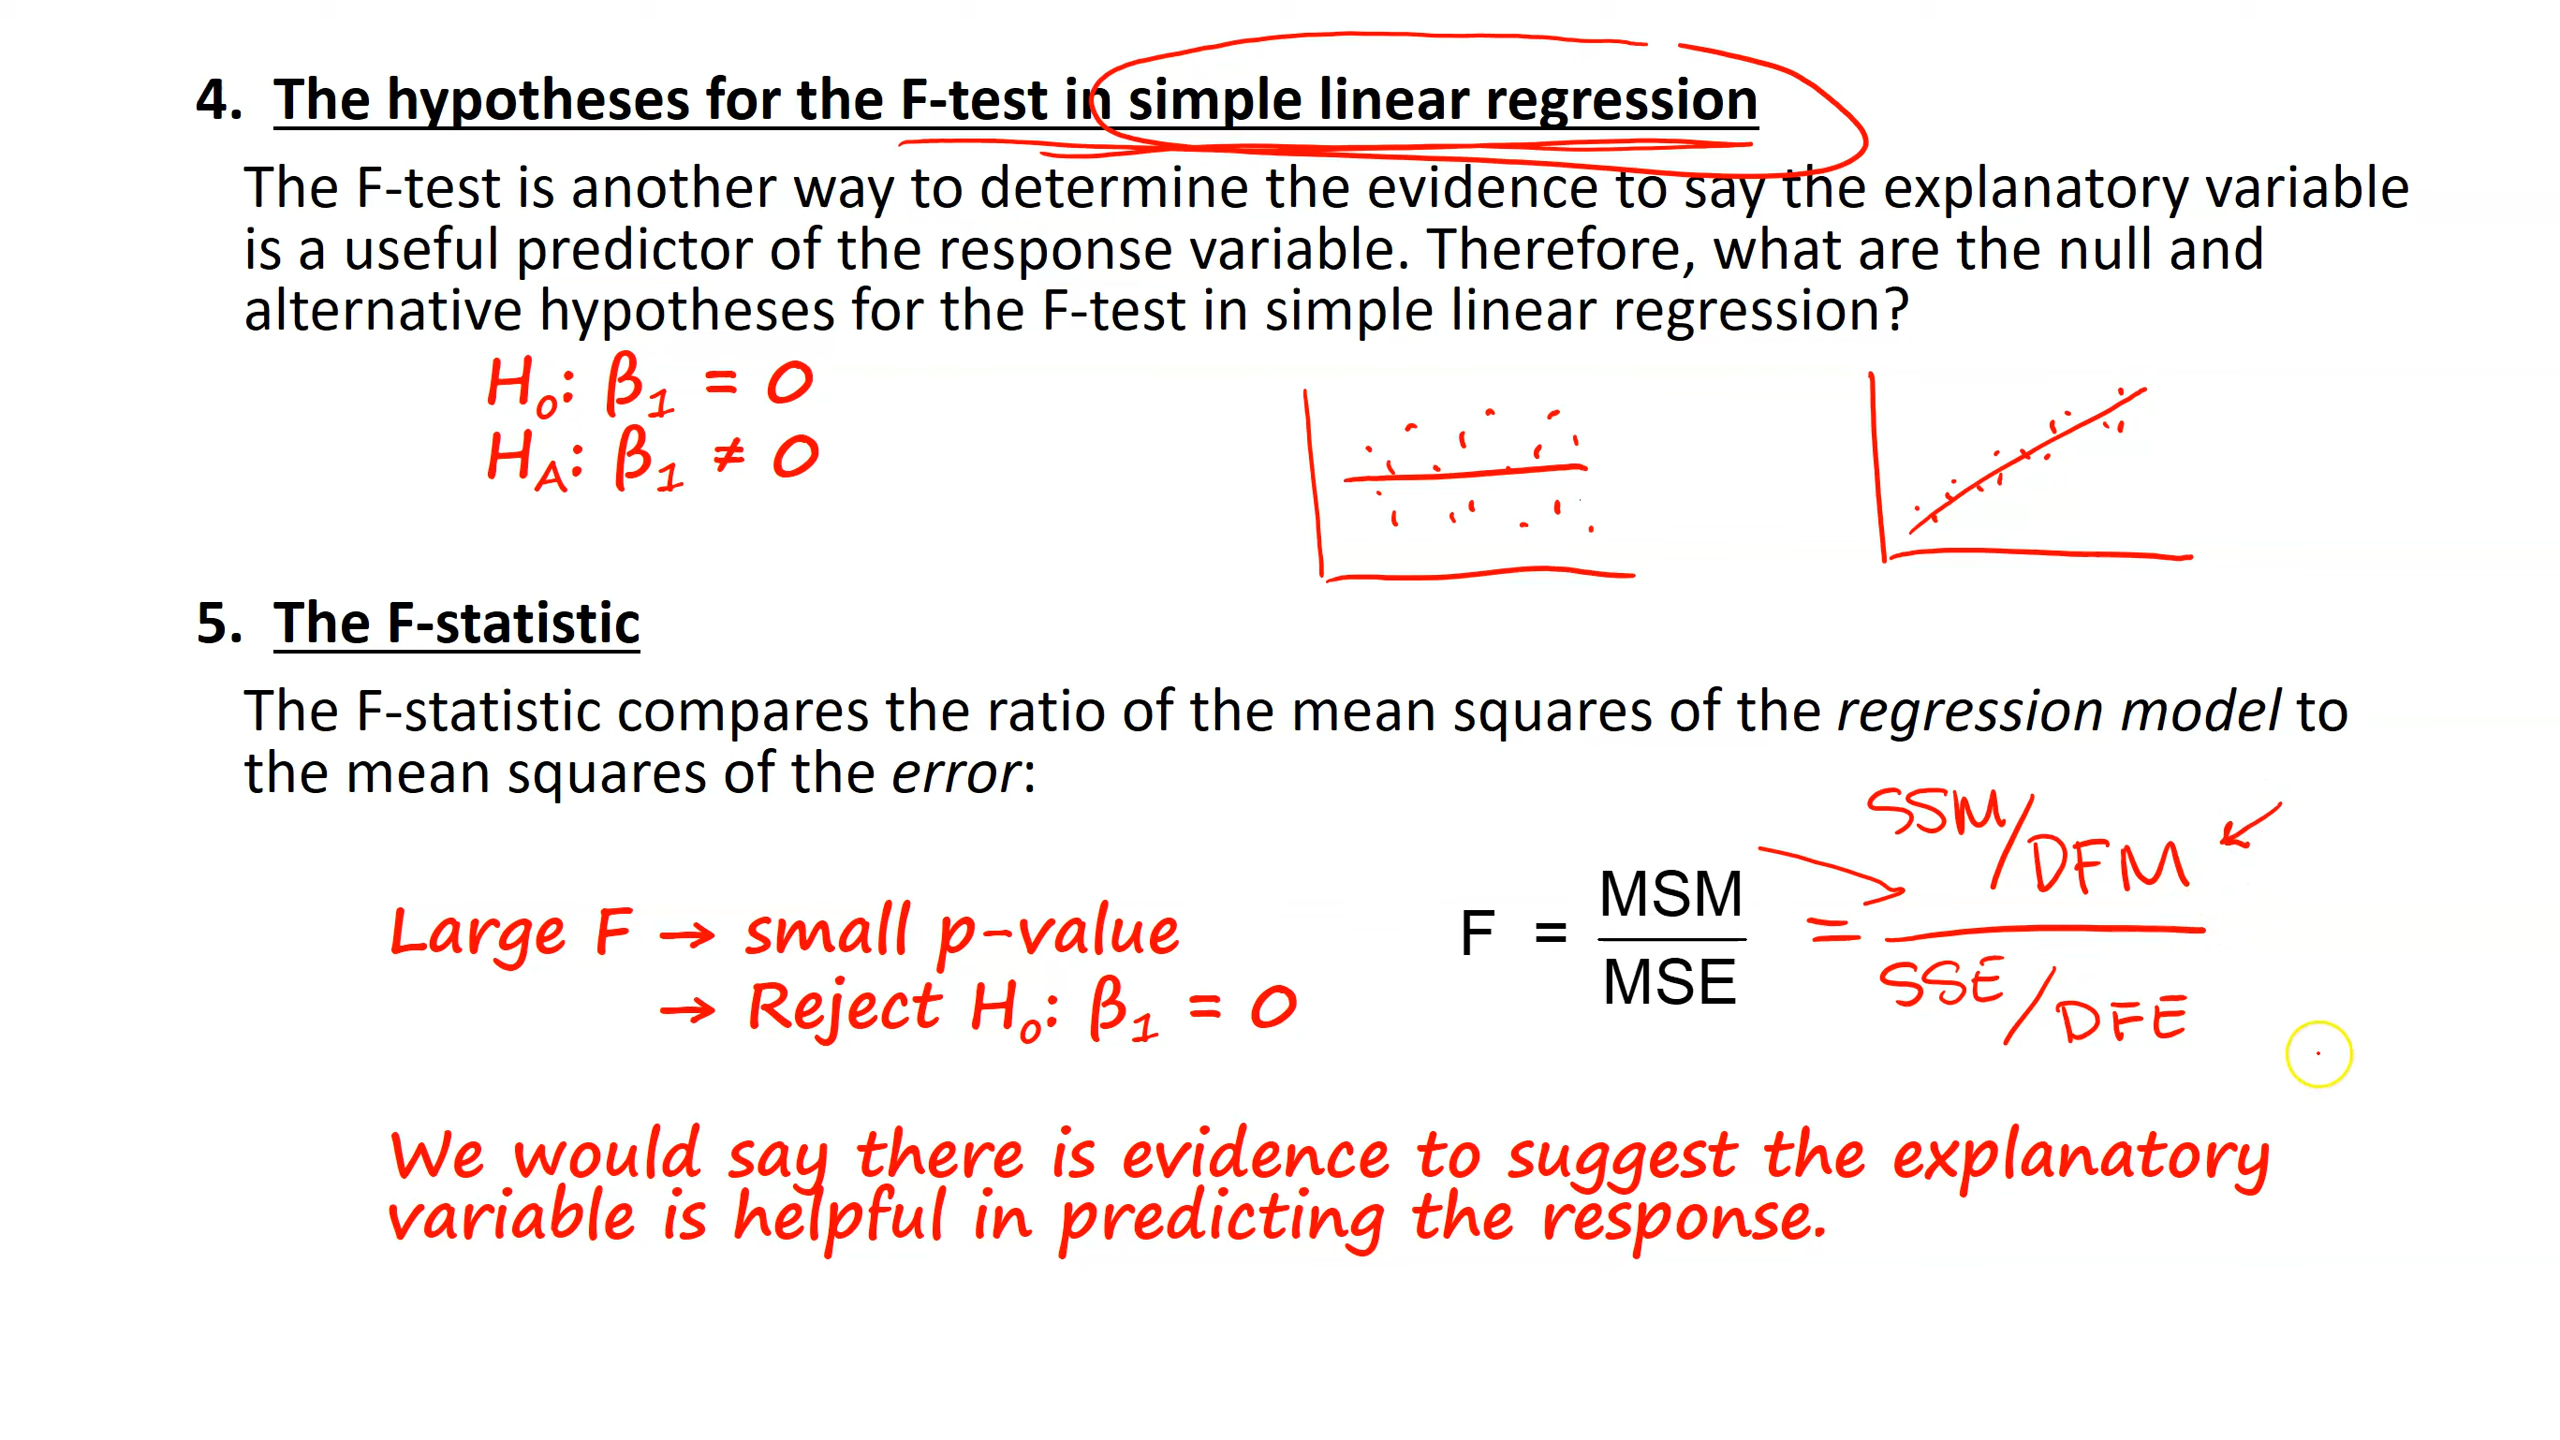 4. The hypotheses for the F-test in simple linear regression
The F-test is another way to determine the evidence to say the explanatory variable
is a useful predictor of the response variable. Therefore, what are the null and
alternative hypotheses for the F-test in simple linear regression?
H₀: β₁ = 0
H_A: β₁ ≠ 0
5. The F-statistic
The F-statistic compares the ratio of the mean squares of the regression model to
the mean squares of the error:
Large F → small p-value
→ Reject H₀: β₁ = 0
F = MSM / MSE = SSM/DFM / SSE/DFE
We would say there is evidence to suggest the explanatory
variable is helpful in predicting the response.